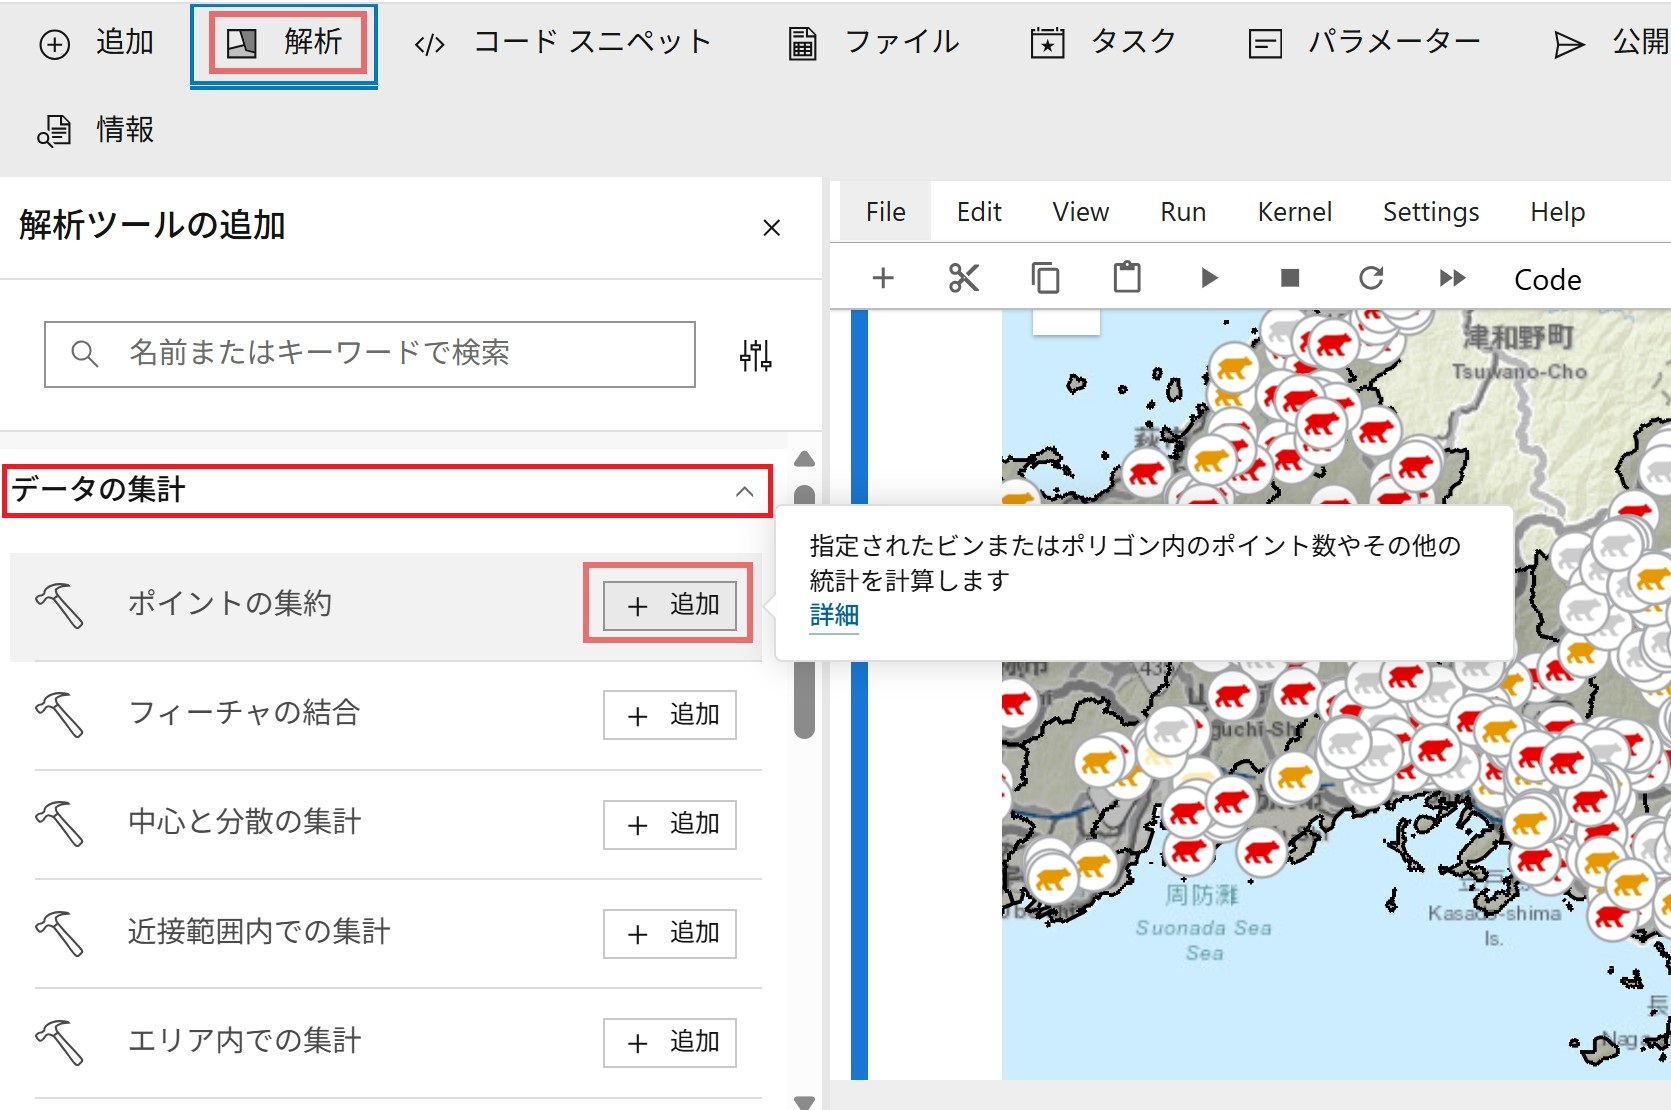 追加
解析
コード スニペット
ファイル
タスク
パラメーター
公開
情報
解析ツールの追加
名前またはキーワードで検索
データの集計
ポイントの集約
追加
フィーチャの結合
追加
中心と分散の集計
追加
近接範囲内での集計
追加
エリア内での集計
追加
File Edit View Run Kernel Settings Help
Code
指定されたビンまたはポリゴン内のポイント数やその他の
統計を計算します
詳細
津和野町
Tsuwano-Cho
周防灘
Suonada Sea
Sea
Is.
長